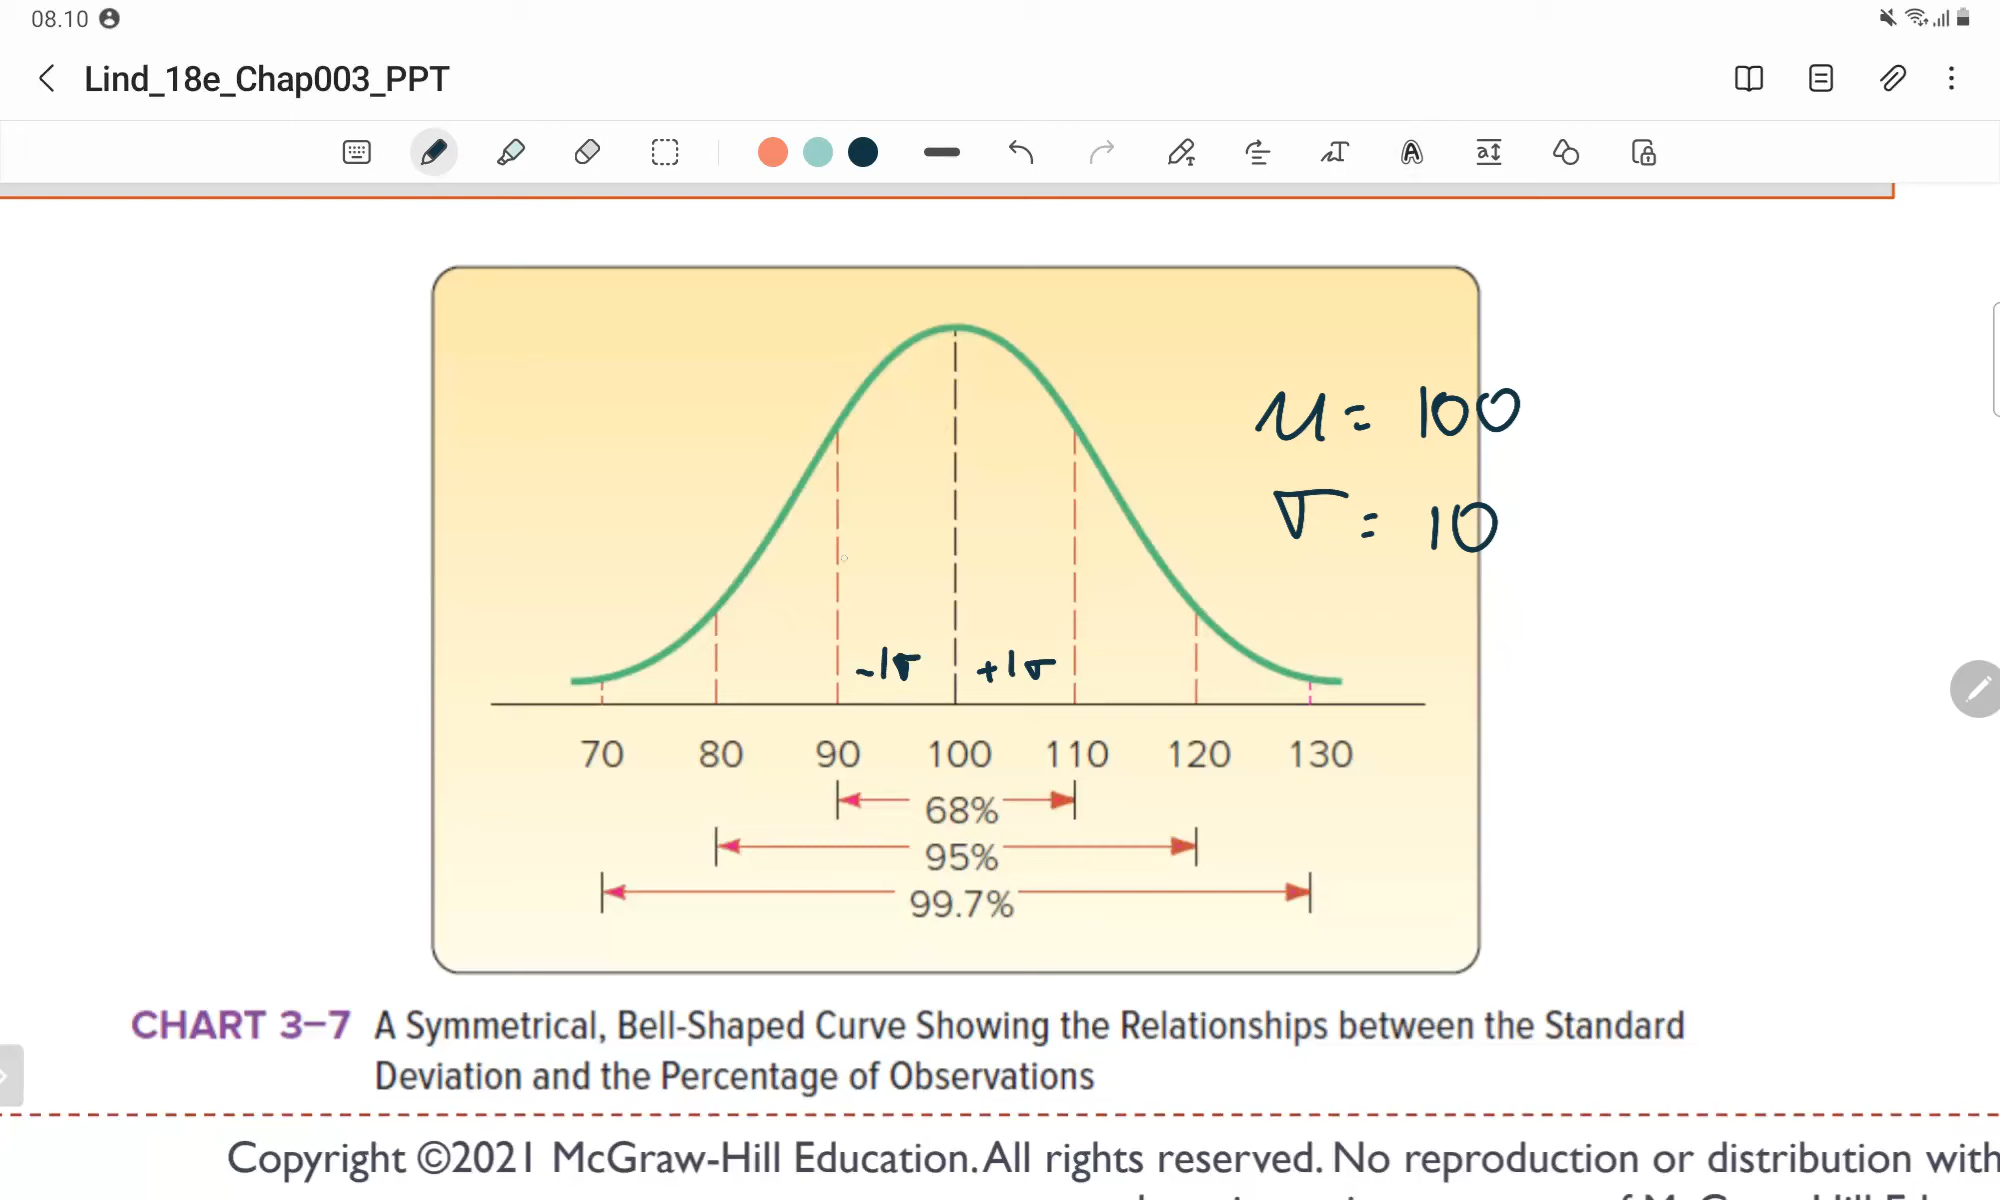 08.10
Lind_18e_Chap003_PPT
μ = 100
σ = 10
-1σ +1σ
70 80 90 100 110 120 130
68%
95%
99.7%
CHART 3–7 A Symmetrical, Bell-Shaped Curve Showing the Relationships between the Standard
Deviation and the Percentage of Observations
Copyright ©2021 McGraw-Hill Education. All rights reserved. No reproduction or distribution with